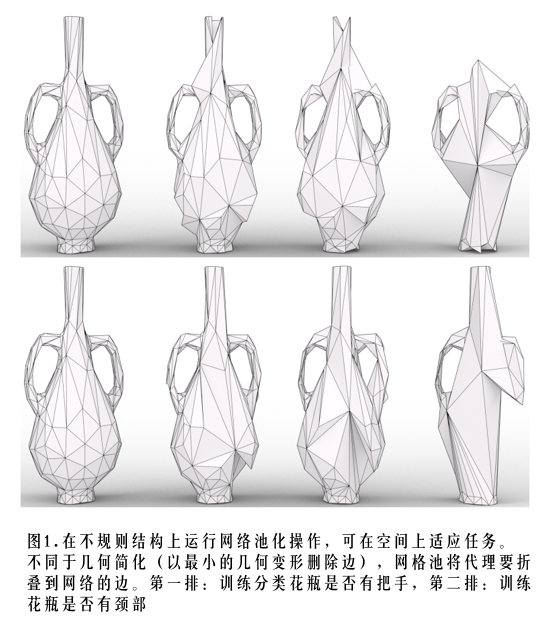 图1.在不规则结构上运行网络池化操作，可在空间上适应任务。
不同于几何简化（以最小的几何变形删除边），网格池将代理要折
叠到网络的边。第一排：训练分类花瓶是否有把手，第二排：训练
花瓶是否有颈部